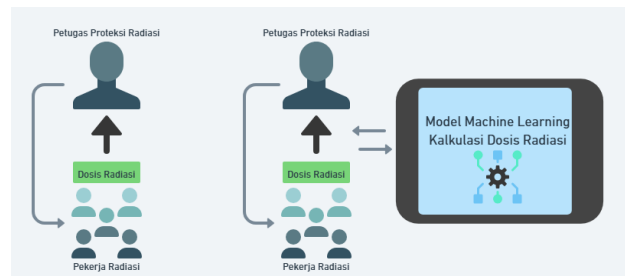 Petugas Proteksi Radiasi
Dosis Radiasi
Pekerja Radiasi
Petugas Proteksi Radiasi
Dosis Radiasi
Pekerja Radiasi
Model Machine Learning
Kalkulasi Dosis Radiasi